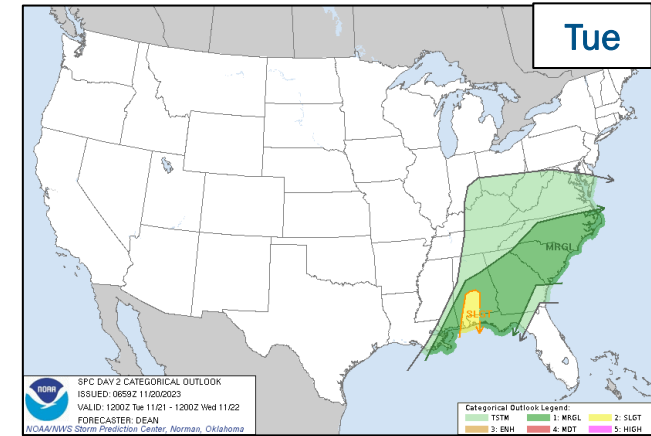 Tue
MRGL
SLGT
noaa
SPC DAY 2 CATEGORICAL OUTLOOK
ISSUED: 0659Z 11/20/2023
VALID: 1200Z Tue 11/21 - 1200Z Wed 11/22
FORECASTER: DEAN
NOAA/NWS Storm Prediction Center, Norman, Oklahoma
Categorical Outlook Legend:
TSTM 1: MRGL 2: SLGT
3: ENH 4: MDT 5: HIGH